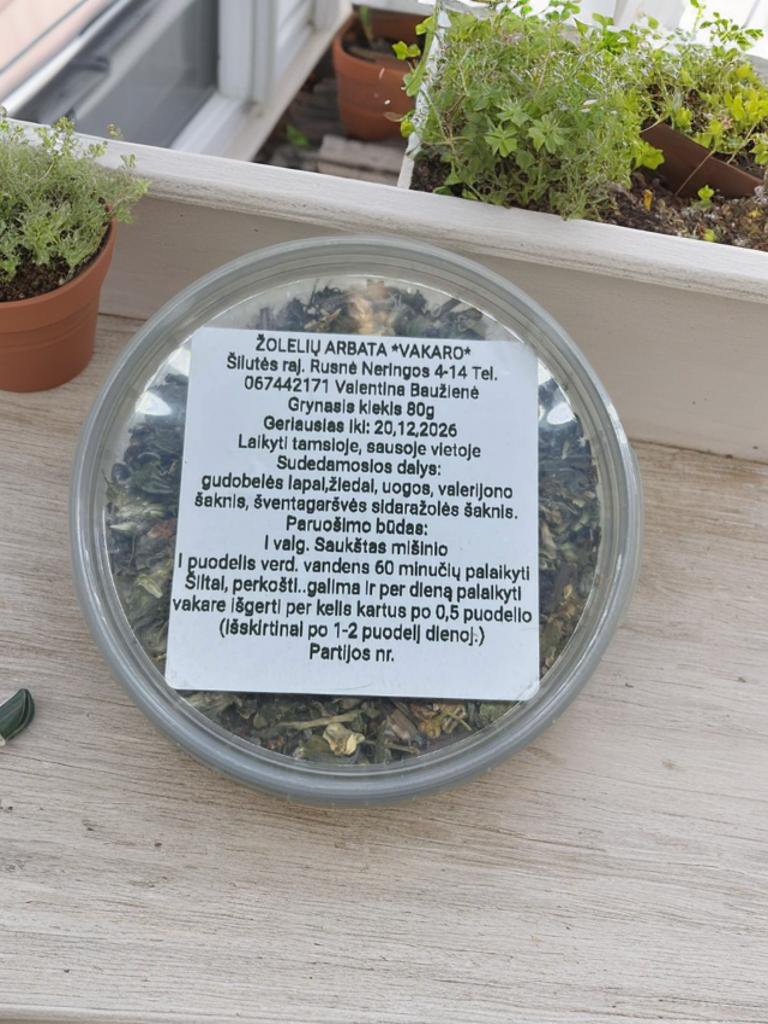 ŽOLELIŲ ARBATA *VAKARO*
Šilutės raj. Rusnė Neringos 4-14 Tel.
067442171 Valentina Baužienė
Grynasis kiekis 80g
Geriausias iki: 20,12,2026
Laikyti tamsioje, sausoje vietoje
Sudedamosios dalys:
gudobelės lapai,žiedai, uogos, valerijono
šaknis, šventagaršvės sidaražolės šaknis.
Paruošimo būdas:
I valg. Saukštas mišinio
I puodelis verd. vandens 60 minučių palaikyti
Šiltai, perkošti..galima ir per dieną palaikyti
vakare išgerti per kelis kartus po 0,5 puodelio
(išskirtinai po 1-2 puodelį dienoj.)
Partijos nr.